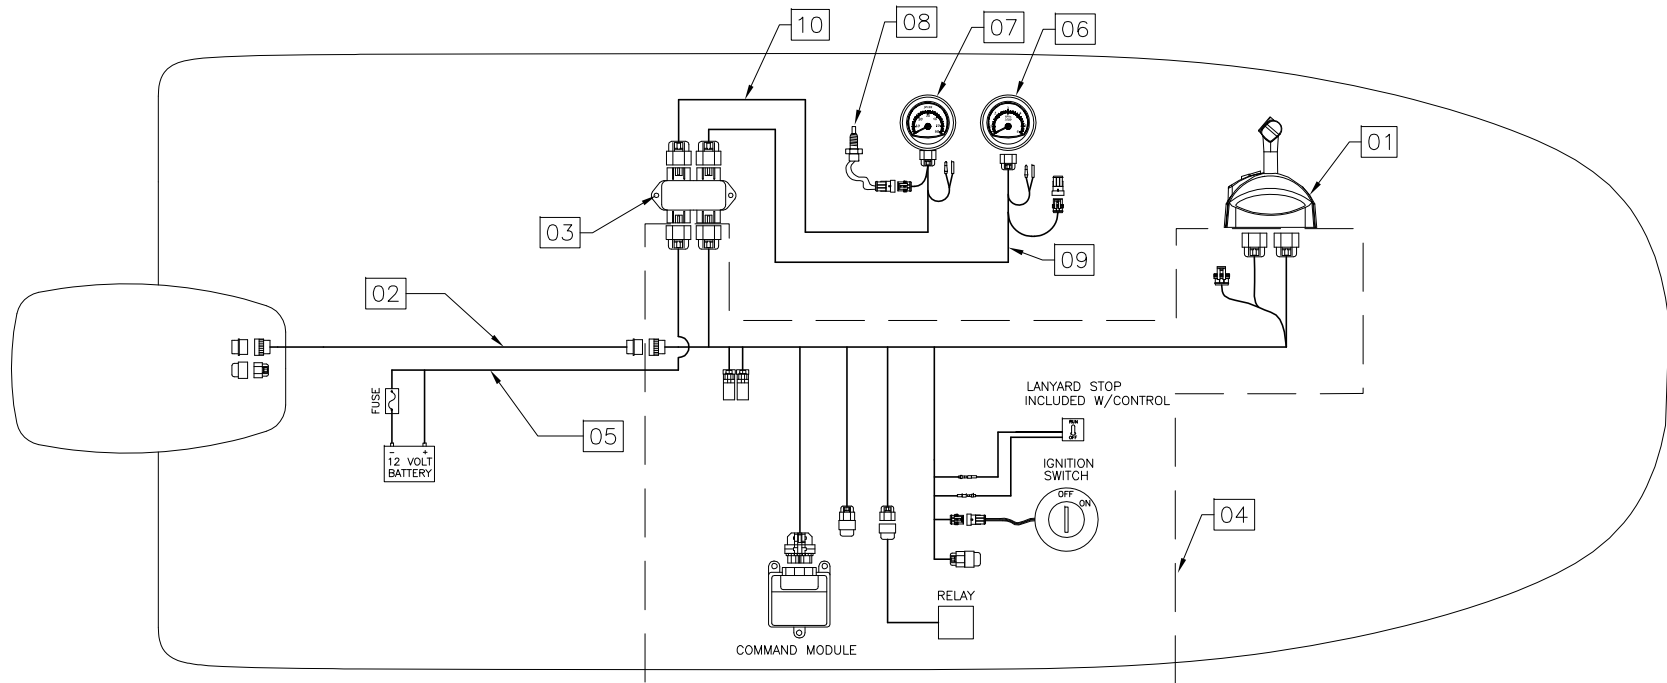 10
08
07
06
01
03
09
02
LANYARD STOP
INCLUDED W/CONTROL
RUN
OFF
FUSE
05
- +
12 VOLT
BATTERY
IGNITION
SWITCH
OFF
ON
04
RELAY
COMMAND MODULE